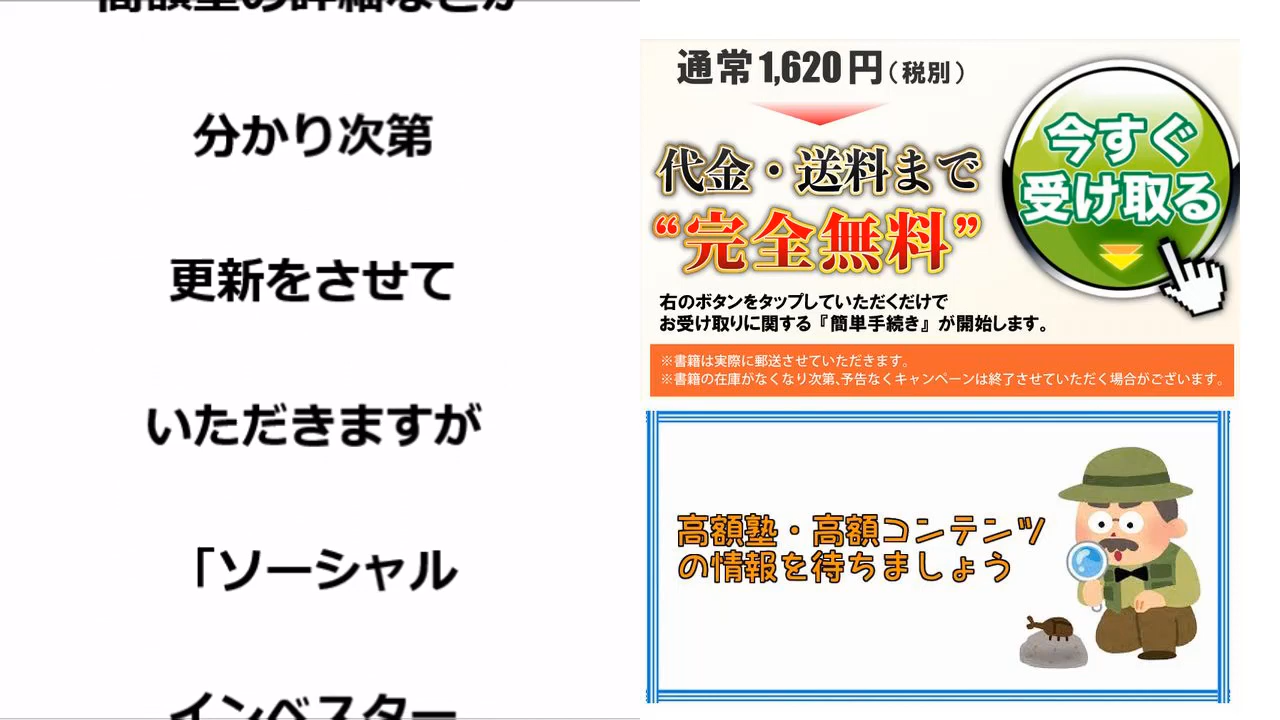 高額塾の詳細などが
分かり次第
更新をさせて
いただきますが
「ソーシャル
インベスター
通常1,620円(税別)
代金・送料まで
“完全無料”
今すぐ
受け取る
右のボタンをタップしていただくだけで
お受け取りに関する『簡単手続き』が開始します。
※書籍は実際に郵送させていただきます。
※書籍の在庫がなくなり次第、予告なくキャンペーンは終了させていただく場合がございます。
高額塾・高額コンテンツ
の情報を待ちましょう